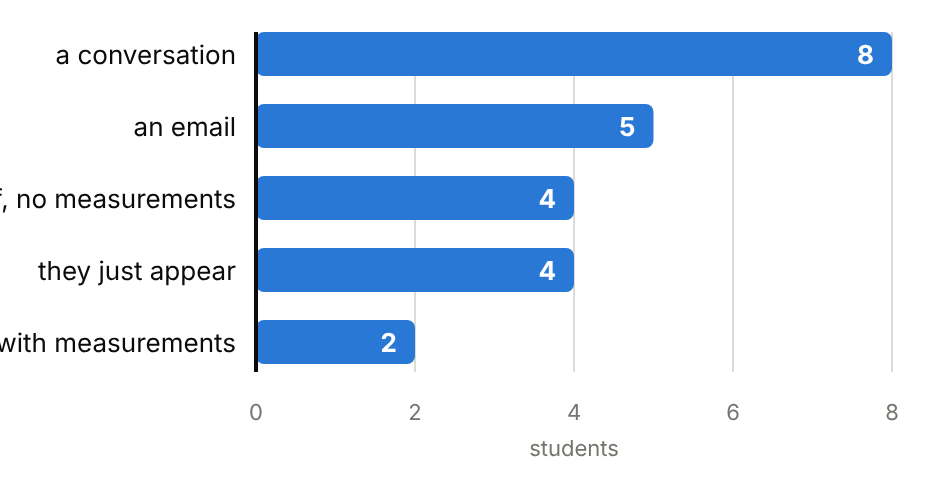 a conversation 8
an email 5
, no measurements 4
they just appear 4
with measurements 2
0 2 4 6 8
students